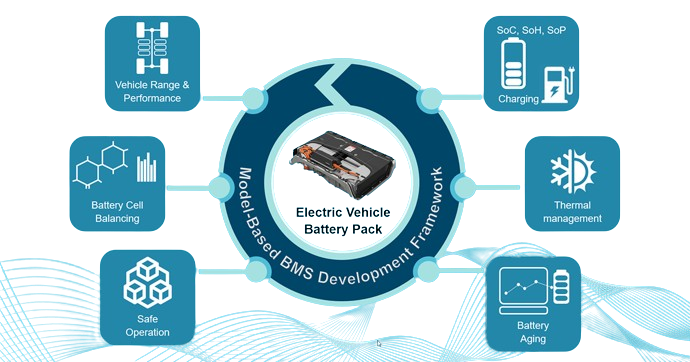 Vehicle Range &
Performance
SoC, SoH, SoP
Charging
Battery Cell
Balancing
Electric Vehicle
Battery Pack
Model-Based BMS Development Framework
Thermal
management
Safe
Operation
Battery
Aging